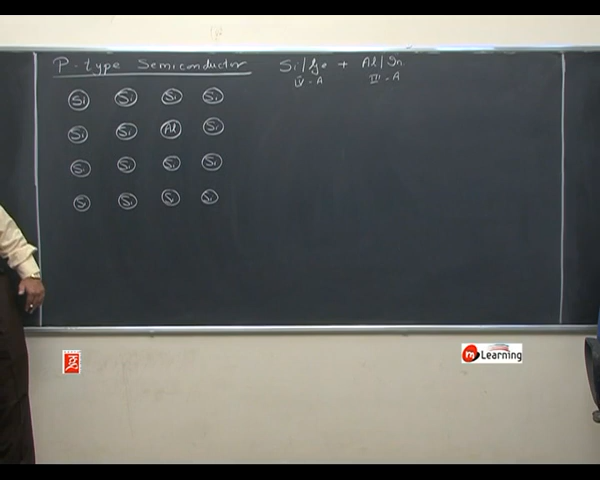 P-type Semiconductor Si/Ge + Al/In
IV-A III-A
Si Si Si Si
Si Si Al Si
Si Si Si Si
Si Si Si Si
m Learning